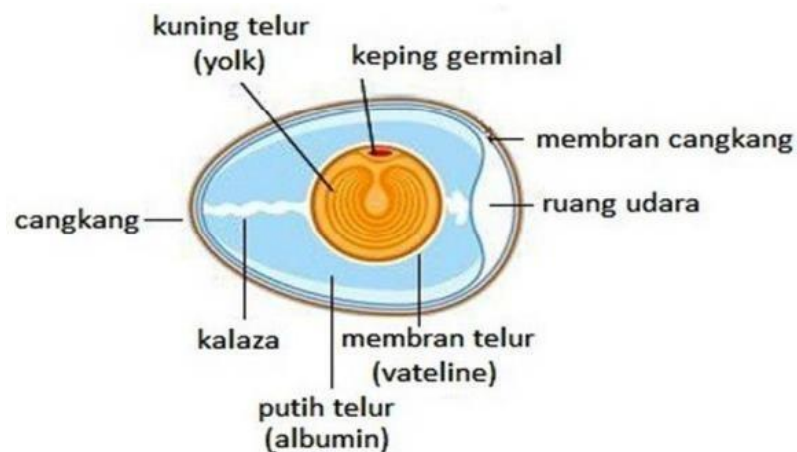 kuning telur
(yolk)
keping germinal
membran cangkang
ruang udara
cangkang
kalaza
membran telur
(vateline)
putih telur
(albumin)